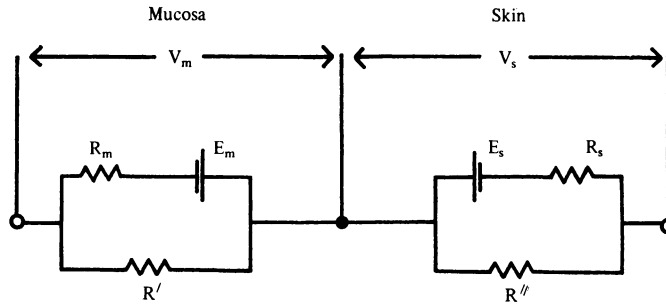 Mucosa Skin
V_m V_s
R_m E_m E_s R_s
R′ R″